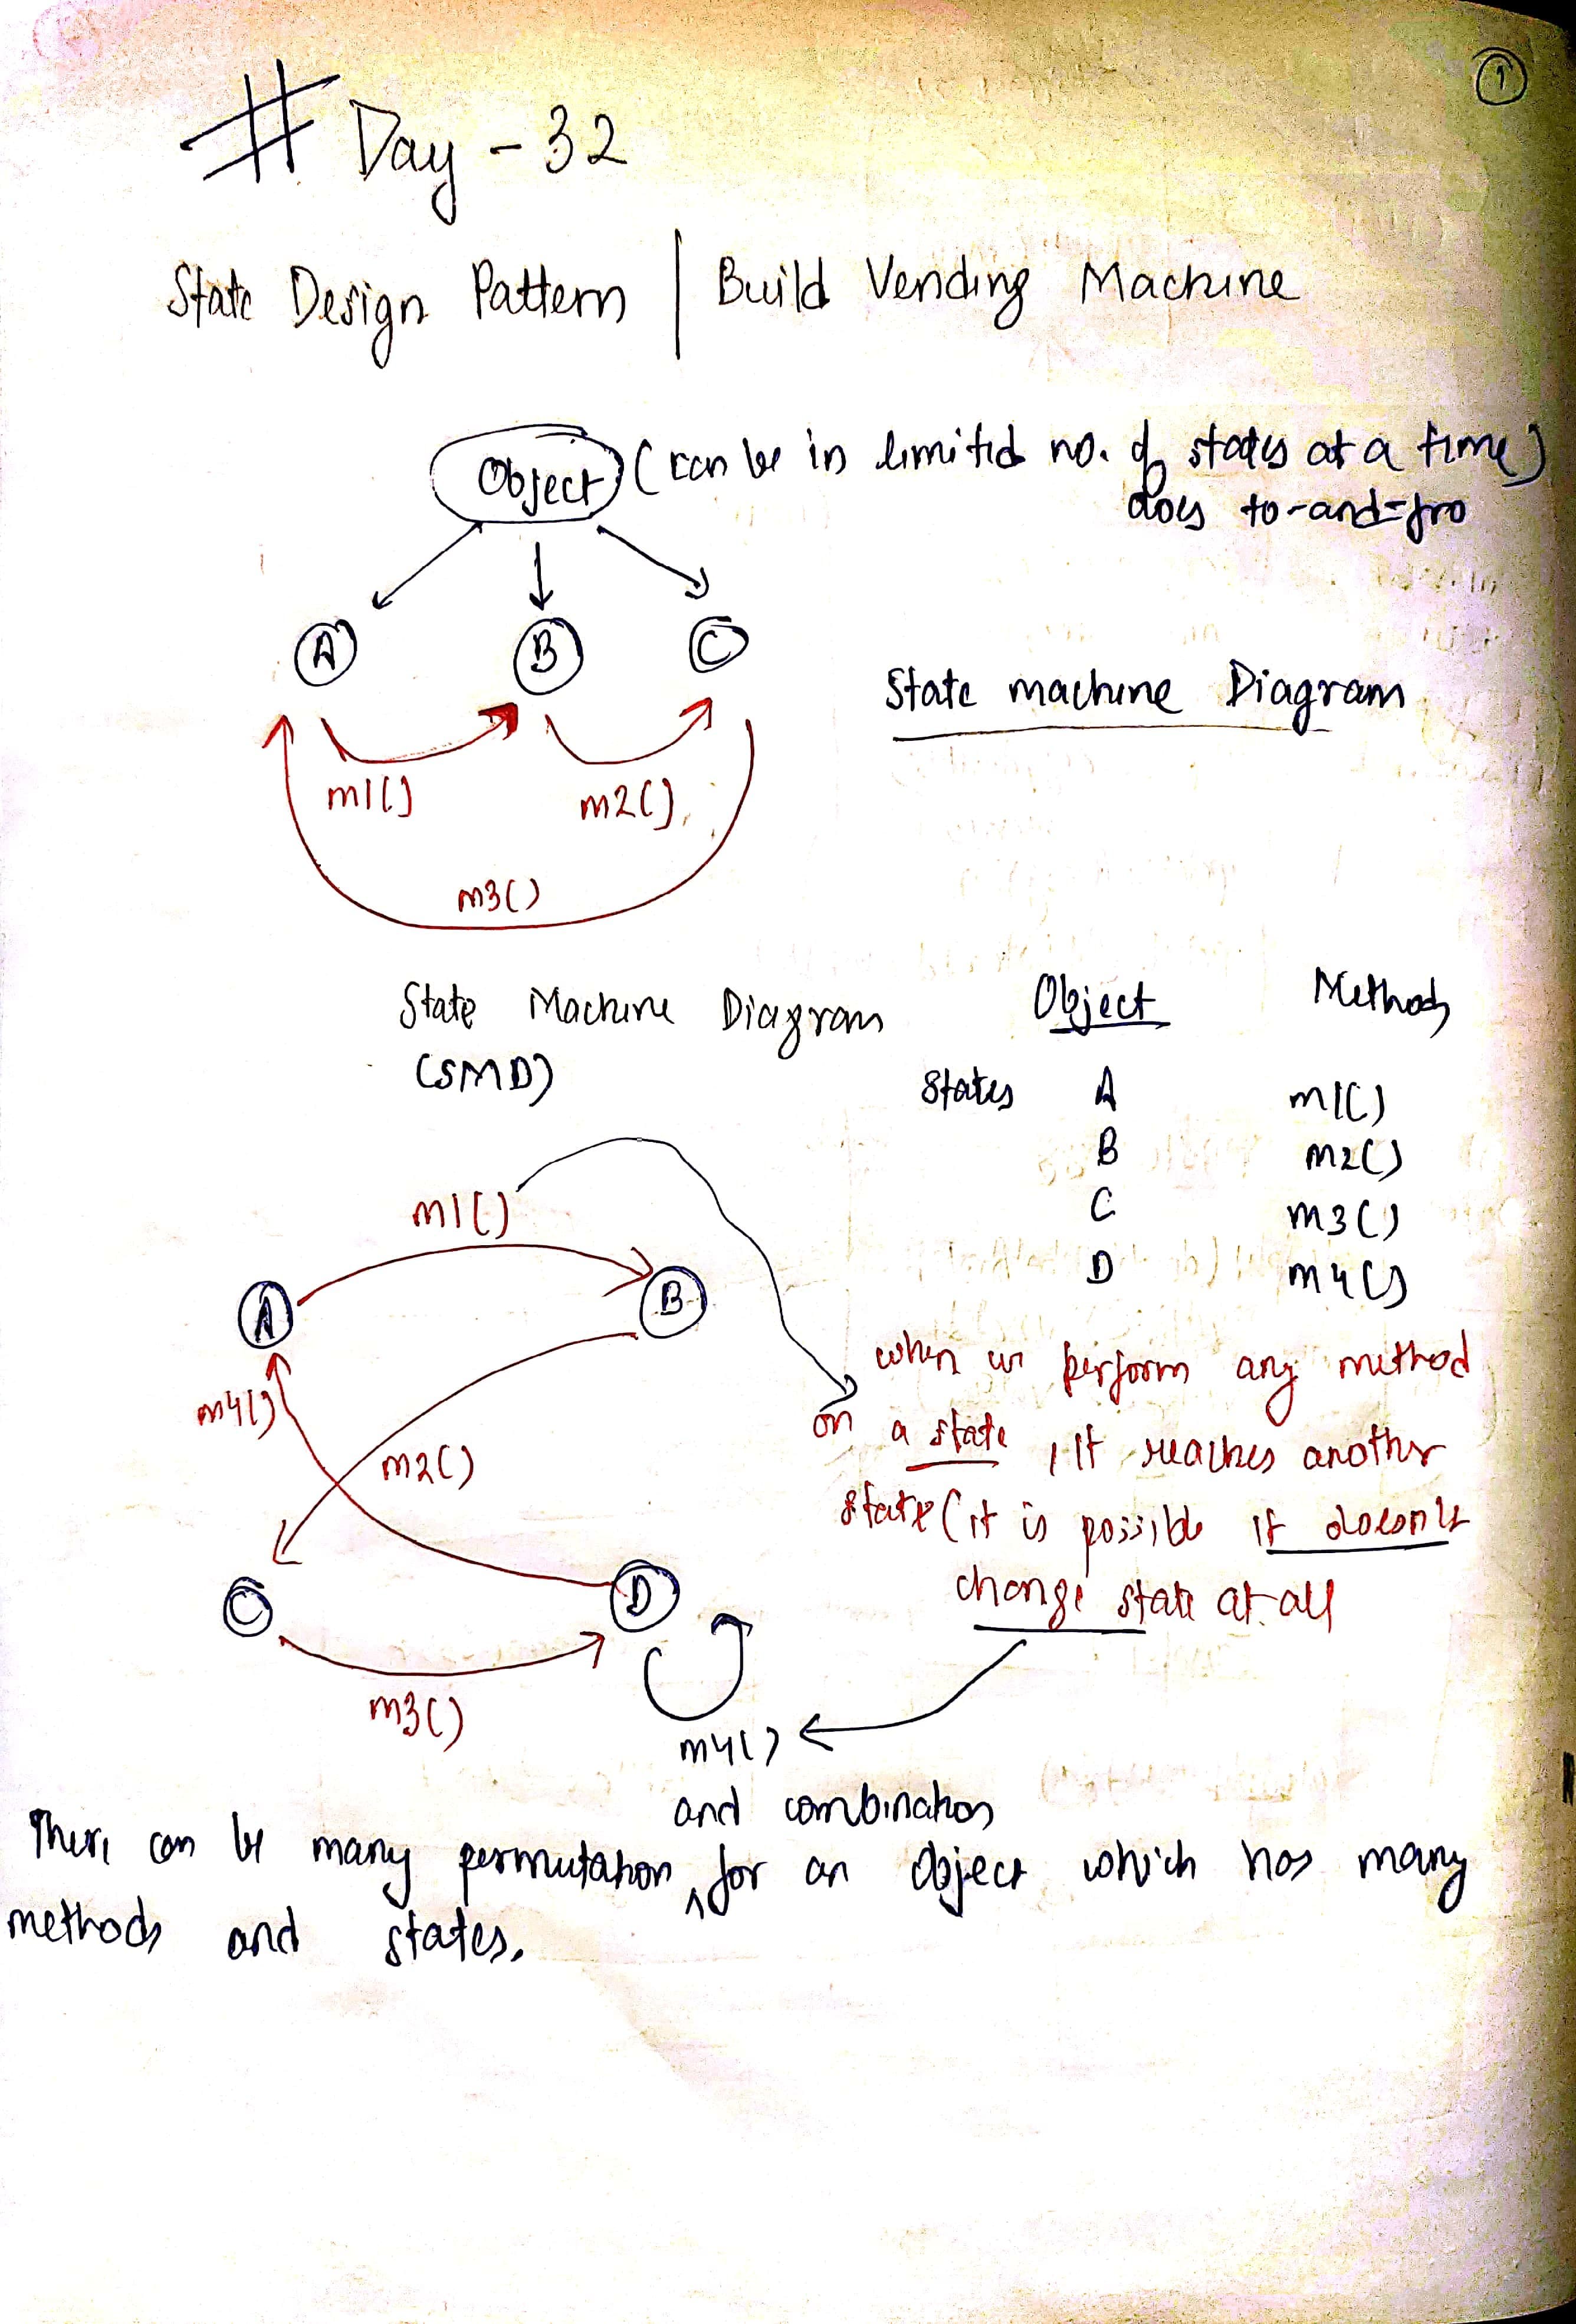 1
# Day - 32
State Design Pattern | Build Vending Machine
Object (can be in limited no. of states at a time)
does to-and-fro
A B C
State machine Diagram
m1() m2()
m3()
State Machine Diagram
(SMD)
Object Methods
States A m1()
B m2()
C m3()
D m4()
m1()
A B
when we perform any method
on a state, it reaches another
state (it is possible it doesn't
change state at all
m4()
m2()
C D
m3()
m4()
and combination
There can be many permutation ^ for an object which has many
methods and states.